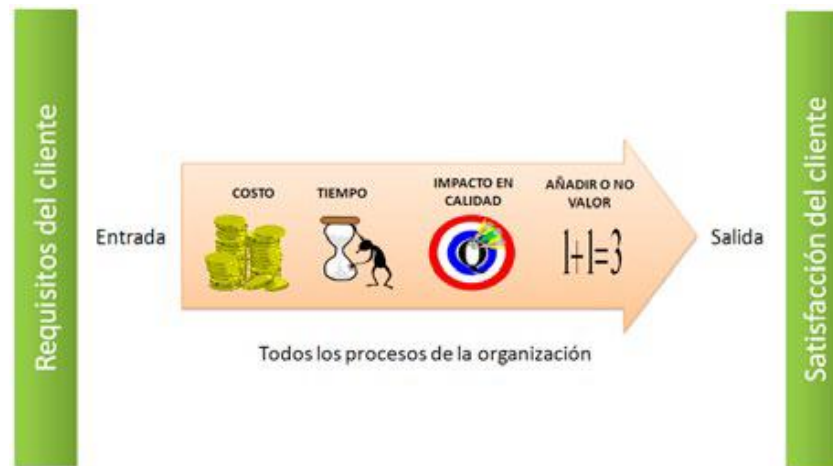 Requisitos del cliente
Entrada
COSTO
TIEMPO
IMPACTO EN
CALIDAD
AÑADIR O NO
VALOR
Q
1+1=3
Salida
Todos los procesos de la organización
Satisfacción del cliente